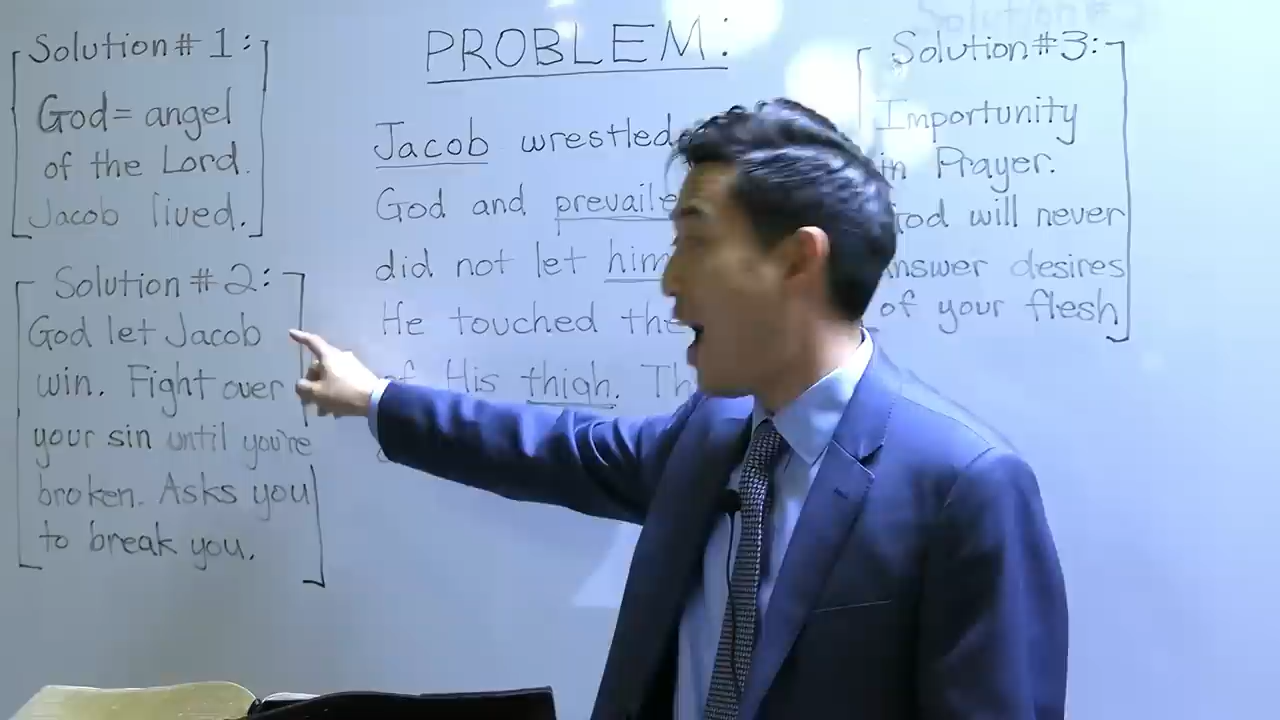 Solution # 1:
God = angel
of the Lord.
Jacob lived.
Solution # 2:
God let Jacob
win. Fight over
your sin until you're
broken. Asks you
to break you.
PROBLEM:
Jacob wrestled
God and prevaile
did not let him
He touched the
of His thigh. Th
Solution #3:
Importunity
in Prayer.
God will never
answer desires
of your flesh